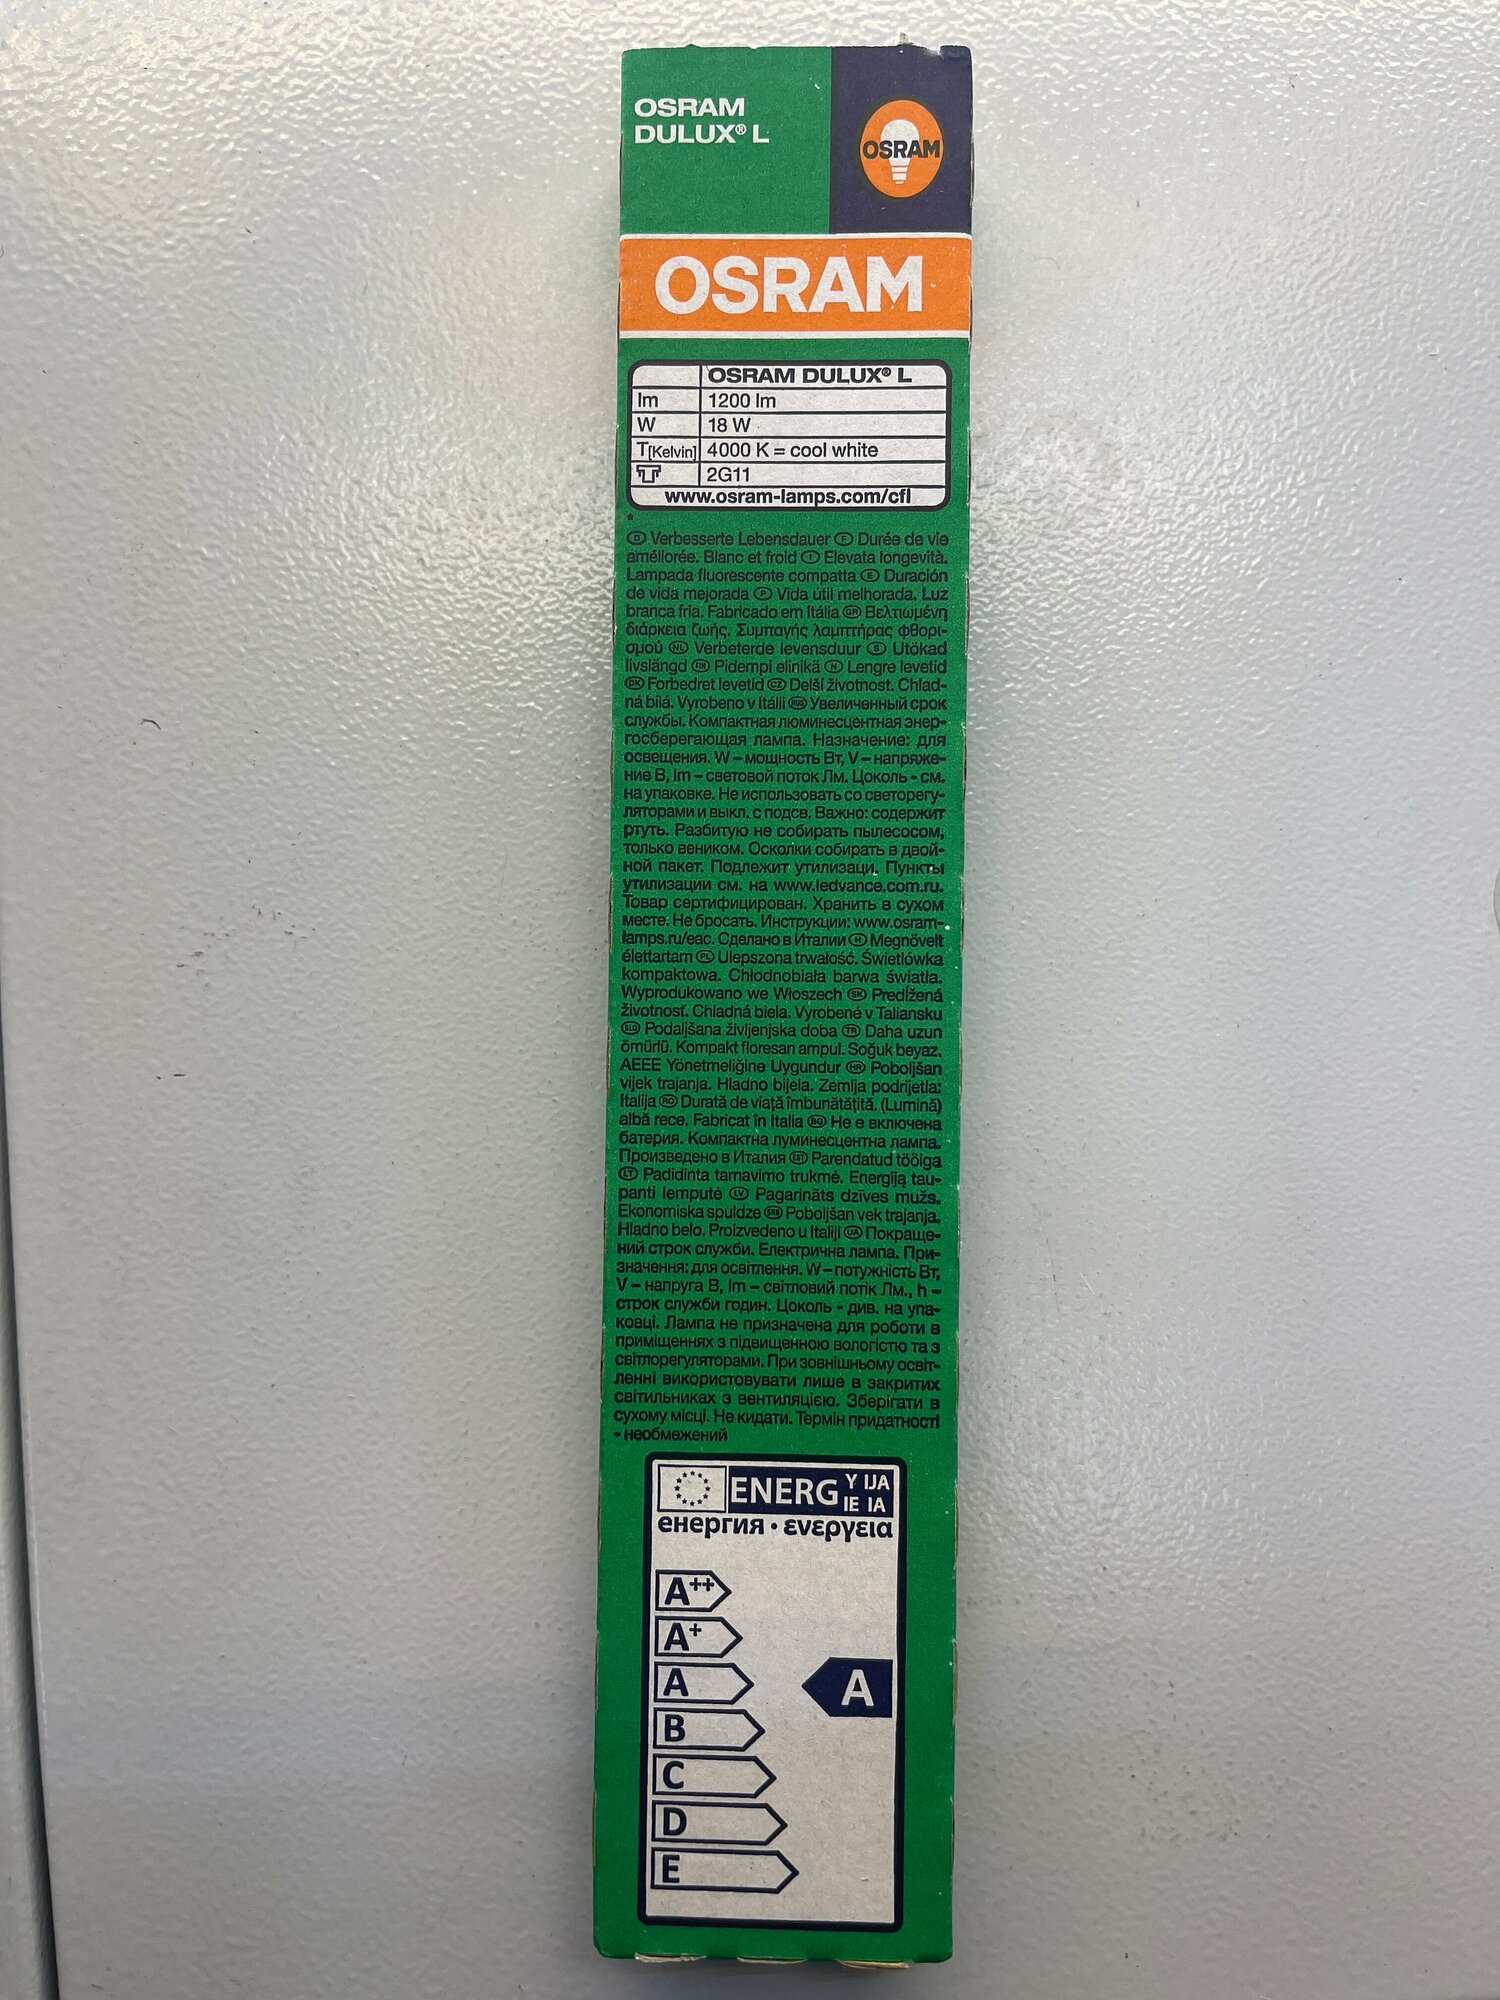 OSRAM
DULUX® L
OSRAM
OSRAM
OSRAM DULUX® L
lm 1200 lm
W 18 W
T[Kelvin] 4000 K = cool white
2G11
www.osram-lamps.com/cfl
*
D Verbesserte Lebensdauer F Durée de vie
améliorée. Blanc et froid I Elevata longevità.
Lampada fluorescente compatta E Duración
de vida mejorada P Vida útil melhorada. Luz
branca fria. Fabricado em Itália GR Βελτιωμένη
διάρκεια ζωής. Συμπαγής λαμπτήρας φθορι-
σμού NL Verbeterde levensduur S Utökad
livslängd FIN Pidempi elinikä N Lengre levetid
DK Forbedret levetid CZ Delší životnost. Chlad-
ná bílá. Vyrobeno v Itálii RUS Увеличенный срок
службы. Компактная люминесцентная энер-
госберегающая лампа. Назначение: для
освещения. W – мощность Вт, V – напряже-
ние В, lm – световой поток Лм. Цоколь - см.
на упаковке. Не использовать со светорегу-
ляторами и выкл. с подсв. Важно: содержит
ртуть. Разбитую не собирать пылесосом,
только веником. Осколки собирать в двой-
ной пакет. Подлежит утилизаци. Пункты
утилизации см. на www.ledvance.com.ru.
Товар сертифицирован. Хранить в сухом
месте. Не бросать. Инструкции: www.osram-
lamps.ru/eac. Сделано в Италии H Megnövelt
élettartam PL Ulepszona trwałość. Świetlówka
kompaktowa. Chłodnobiała barwa światła.
Wyprodukowano we Włoszech SK Predĺžená
životnosť. Chladná biela. Vyrobené v Taliansku
SLO Podaljšana življenjska doba TR Daha uzun
ömürlü. Kompakt floresan ampul. Soğuk beyaz.
AEEE Yönetmeliğine Uygundur HR Poboljšan
vijek trajanja. Hladno bijela. Zemlja podrijetla:
Italija RO Durată de viață îmbunătățită. (Lumină)
albă rece. Fabricat în Italia BG Не е включена
батерия. Компактна луминесцентна лампа.
Произведено в Италия EST Parendatud tööiga
LT Padidinta tarnavimo trukmė. Energiją tau-
panti lemputė LV Pagarināts dzīves mužs.
Ekonomiska spuldze SRB Poboljšan vek trajanja.
Hladno belo. Proizvedeno u Italiji UA Покраще-
ний строк служби. Електрична лампа. При-
значення: для освітлення. W – потужність Вт,
V – напруга В, lm – світловий потік Лм., h –
строк служби годин. Цоколь - див. на упа-
ковці. Лампа не призначена для роботи в
приміщеннях з підвищенною вологістю та з
світлорегуляторами. При зовнішньому освіт-
ленні використовувати лише в закритих
світильниках з вентиляцією. Зберігати в
сухому місці. Не кидати. Термін придатності
- необмежений
ENERG Y IJA
IE IA
енергия · ενεργεια
A++
A+
A
A
B
C
D
E